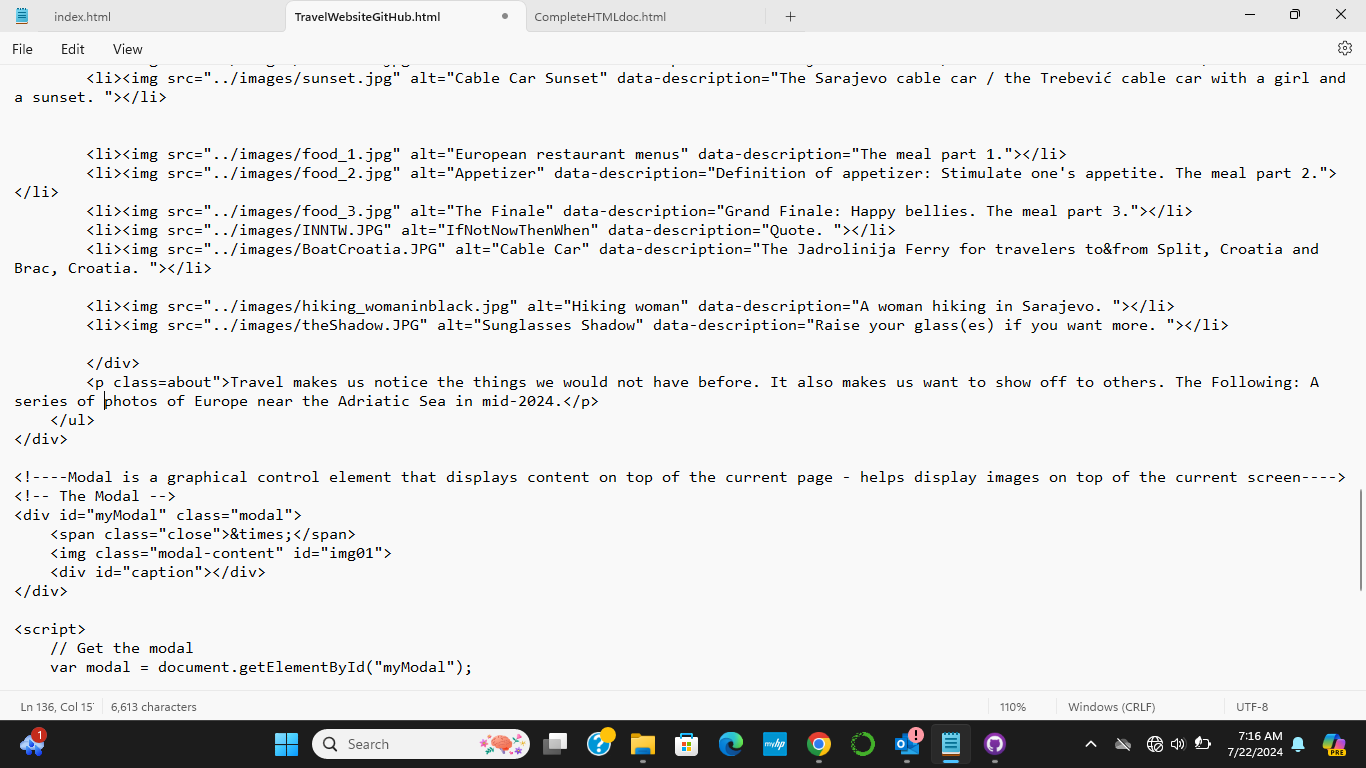 index.html
TravelWebsiteGitHub.html
CompleteHTMLdoc.html
File Edit View
<li><img src="../images/sunset.jpg" alt="Cable Car Sunset" data-description="The Sarajevo cable car / the Trebević cable car with a girl and
a sunset. "></li>
<li><img src="../images/food_1.jpg" alt="European restaurant menus" data-description="The meal part 1."></li>
<li><img src="../images/food_2.jpg" alt="Appetizer" data-description="Definition of appetizer: Stimulate one's appetite. The meal part 2.">
</li>
<li><img src="../images/food_3.jpg" alt="The Finale" data-description="Grand Finale: Happy bellies. The meal part 3."></li>
<li><img src="../images/INNTW.JPG" alt="IfNotNowThenWhen" data-description="Quote. "></li>
<li><img src="../images/BoatCroatia.JPG" alt="Cable Car" data-description="The Jadrolinija Ferry for travelers to&from Split, Croatia and
Brac, Croatia. "></li>
<li><img src="../images/hiking_womaninblack.jpg" alt="Hiking woman" data-description="A woman hiking in Sarajevo. "></li>
<li><img src="../images/theShadow.JPG" alt="Sunglasses Shadow" data-description="Raise your glass(es) if you want more. "></li>
</div>
<p class=about">Travel makes us notice the things we would not have before. It also makes us want to show off to others. The Following: A
series of photos of Europe near the Adriatic Sea in mid-2024.</p>
</ul>
</div>
<!----Modal is a graphical control element that displays content on top of the current page - helps display images on top of the current screen---->
<!-- The Modal -->
<div id="myModal" class="modal">
<span class="close">&times;</span>
<img class="modal-content" id="img01">
<div id="caption"></div>
</div>
<script>
// Get the modal
var modal = document.getElementById("myModal");
Ln 136, Col 15
6,613 characters
110%
Windows (CRLF)
UTF-8
1
Search
myhp
7:16 AM
7/22/2024
PRE